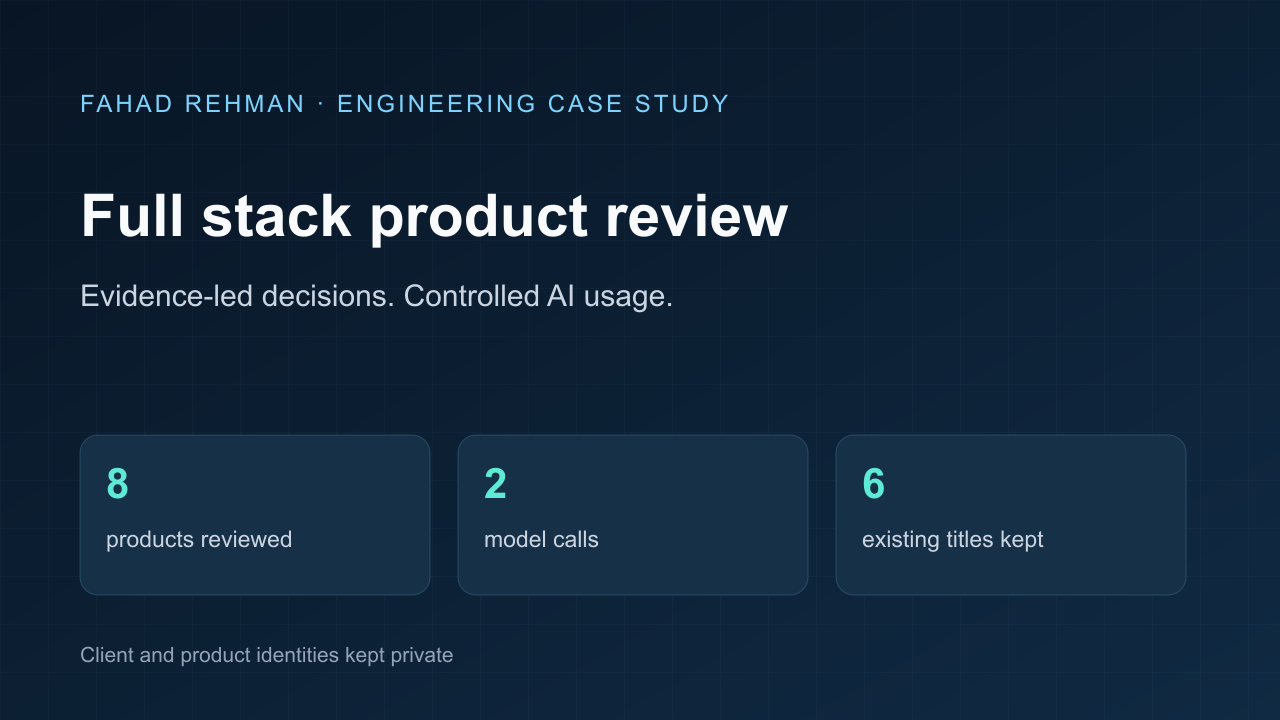 FAHAD REHMAN · ENGINEERING CASE STUDY
Full stack product review
Evidence-led decisions. Controlled AI usage.
8
products reviewed
2
model calls
6
existing titles kept
Client and product identities kept private